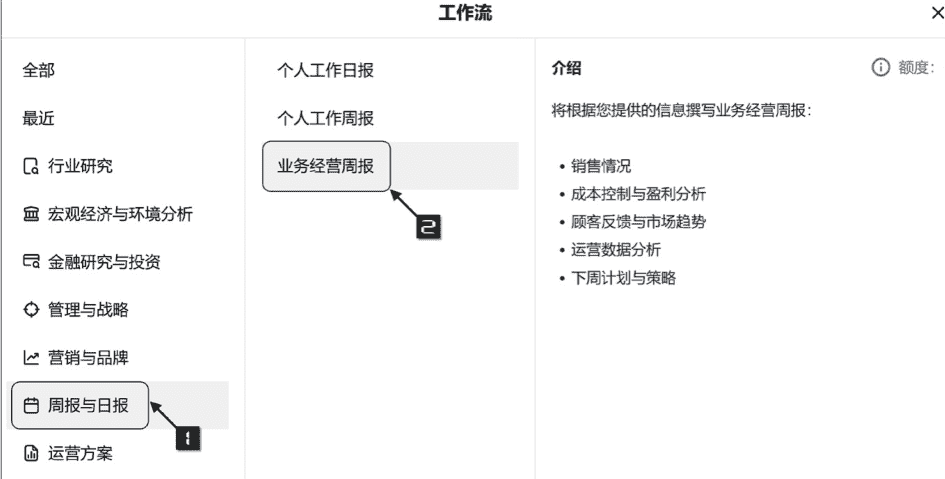 工作流
全部
最近
行业研究
宏观经济与环境分析
金融研究与投资
管理与战略
营销与品牌
周报与日报
1
运营方案
个人工作日报
个人工作周报
业务经营周报
2
介绍
额度:
将根据您提供的信息撰写业务经营周报:
• 销售情况
• 成本控制与盈利分析
• 顾客反馈与市场趋势
• 运营数据分析
• 下周计划与策略